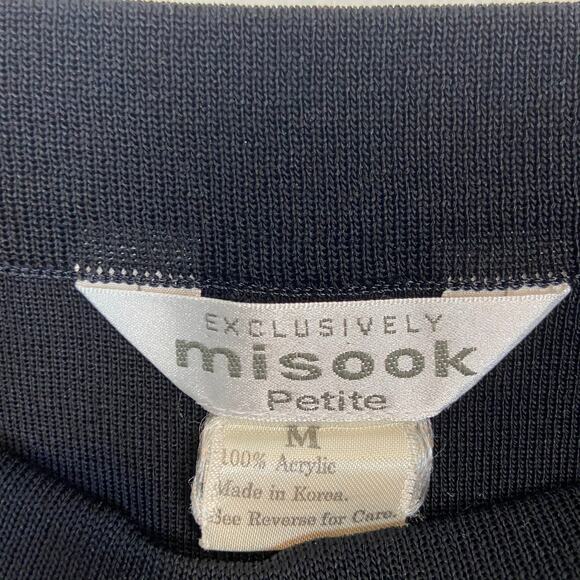 EXCLUSIVELY
misook
Petite
M
100% Acrylic
Made in Korea.
See Reverse for Care.